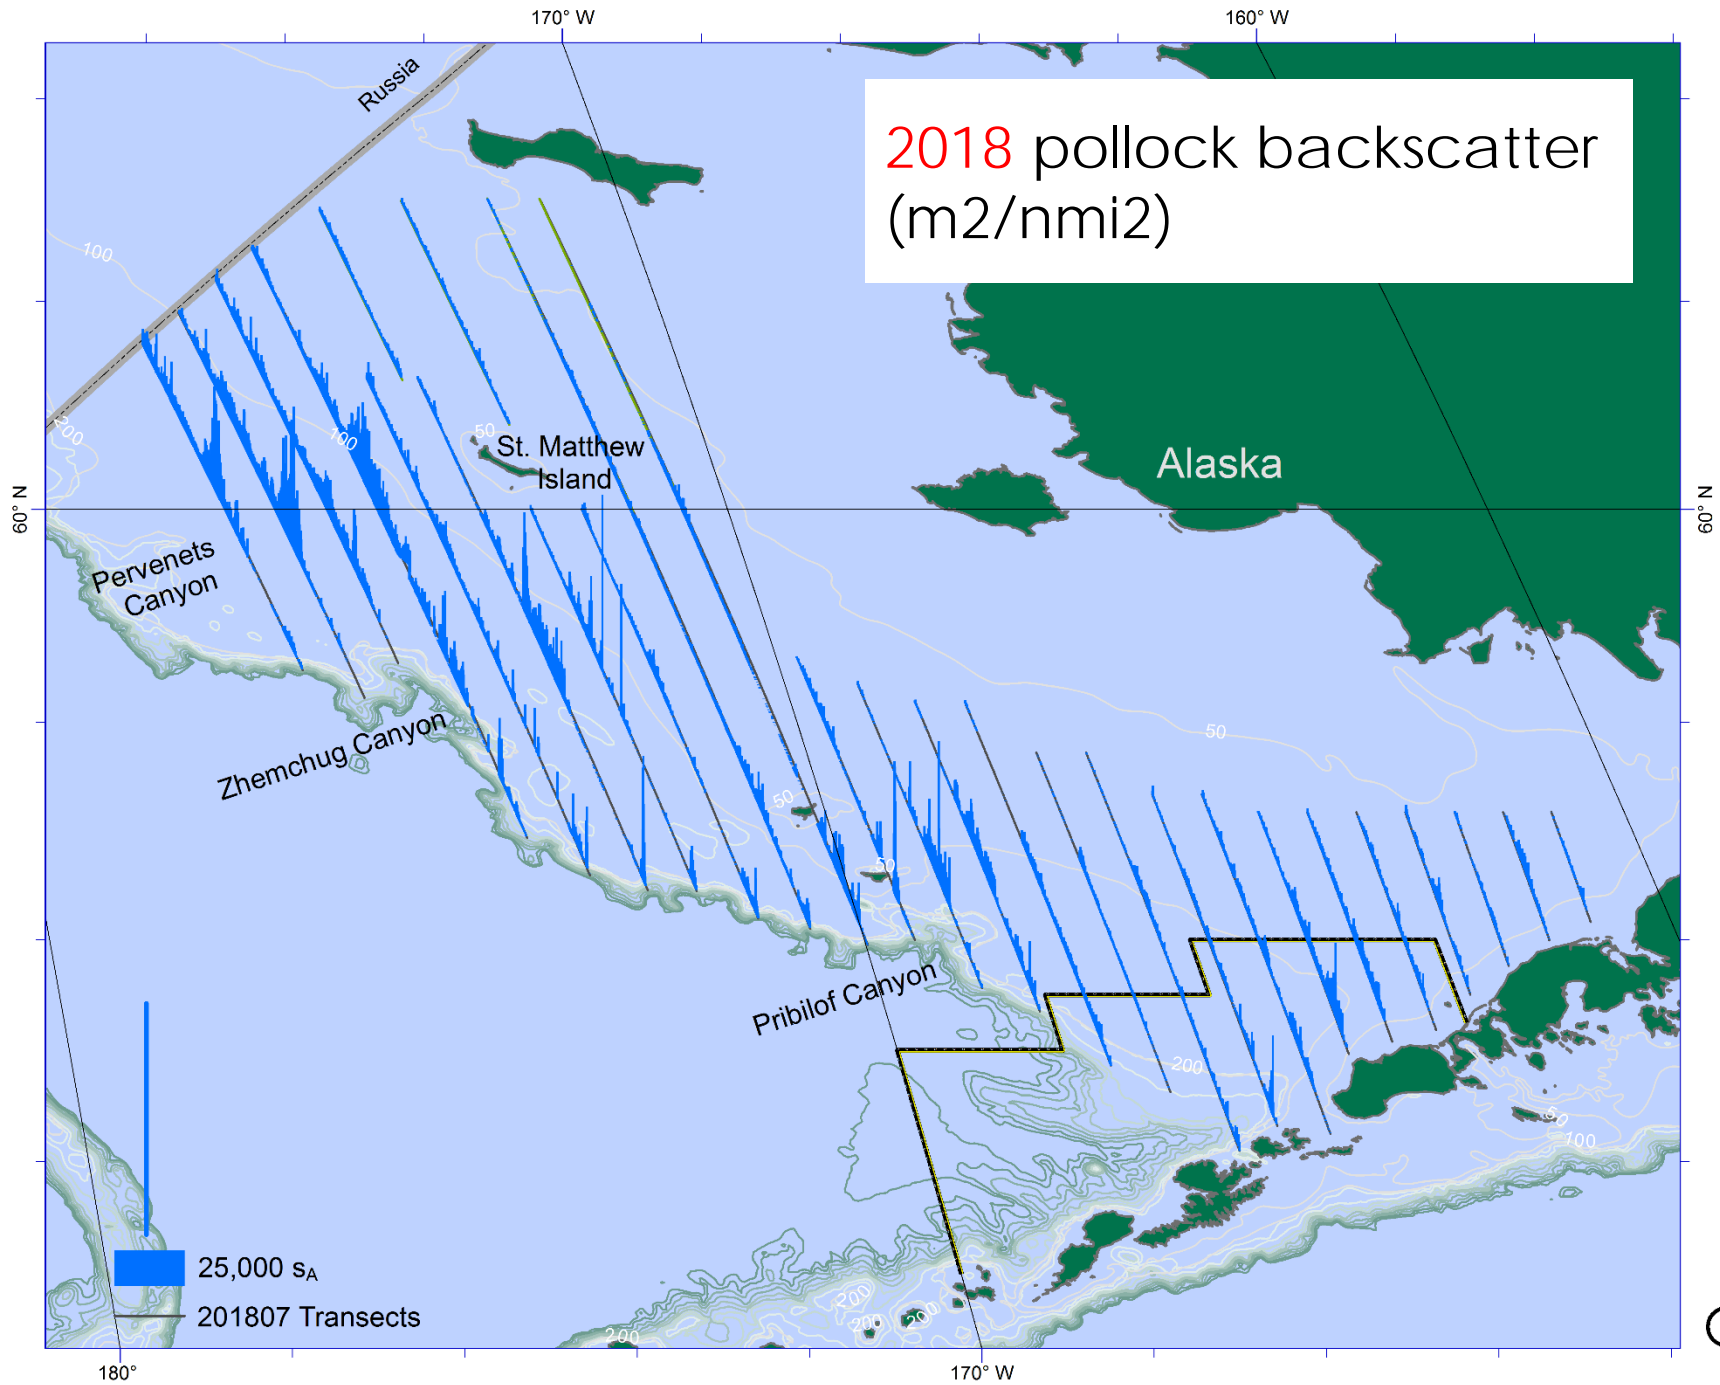 170° W
160° W
Russia
2018 pollock backscatter
(m2/nmi2)
100
200
100
50
St. Matthew
Island
Alaska
60° N
60° N
Pervenets
Canyon
Zhemchug Canyon
50
50
50
Pribilof Canyon
200
50
100
25,000 sA
201807 Transects
200
200
200
200
180°
170° W